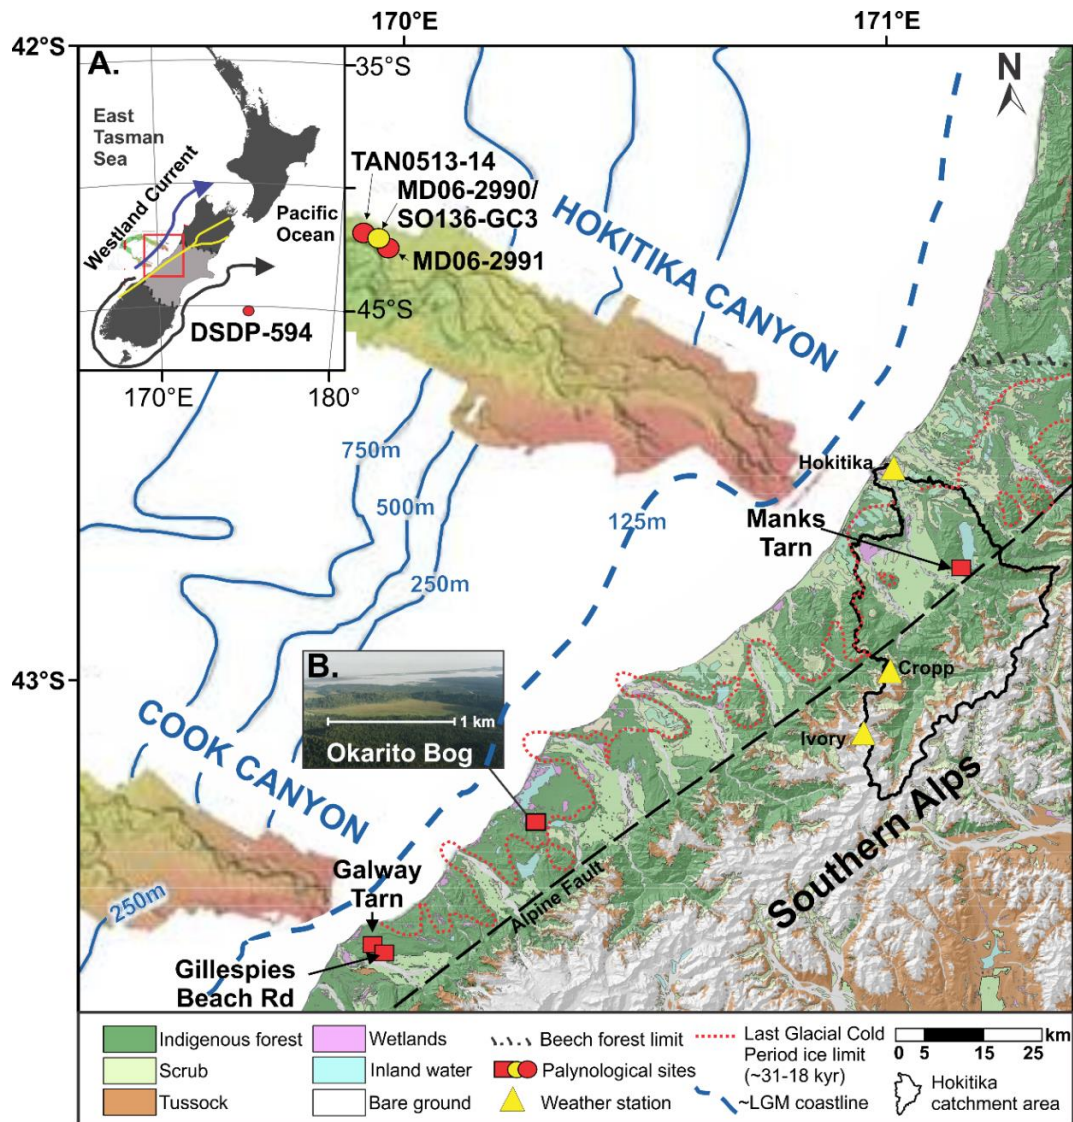 170°E
171°E
42°S
A.
35°S
N
East
Tasman
Sea
Westland Current
Pacific
Ocean
45°S
DSDP-594
170°E
180°
TAN0513-14
MD06-2990/
SO136-GC3
MD06-2991
HOKITIKA CANYON
750m
500m
250m
125m
Hokitika
Manks
Tarn
43°S
Cropp
Ivory
B.
1 km
Okarito Bog
COOK CANYON
Southern Alps
Alpine Fault
Galway
Tarn
250m
Gillespies
Beach Rd
Indigenous forest
Scrub
Tussock
Wetlands
Inland water
Bare ground
Beech forest limit
Palynological sites
Weather station
Last Glacial Cold
Period ice limit
(~31-18 kyr)
~LGM coastline
km
0 5 15 25
Hokitika
catchment area